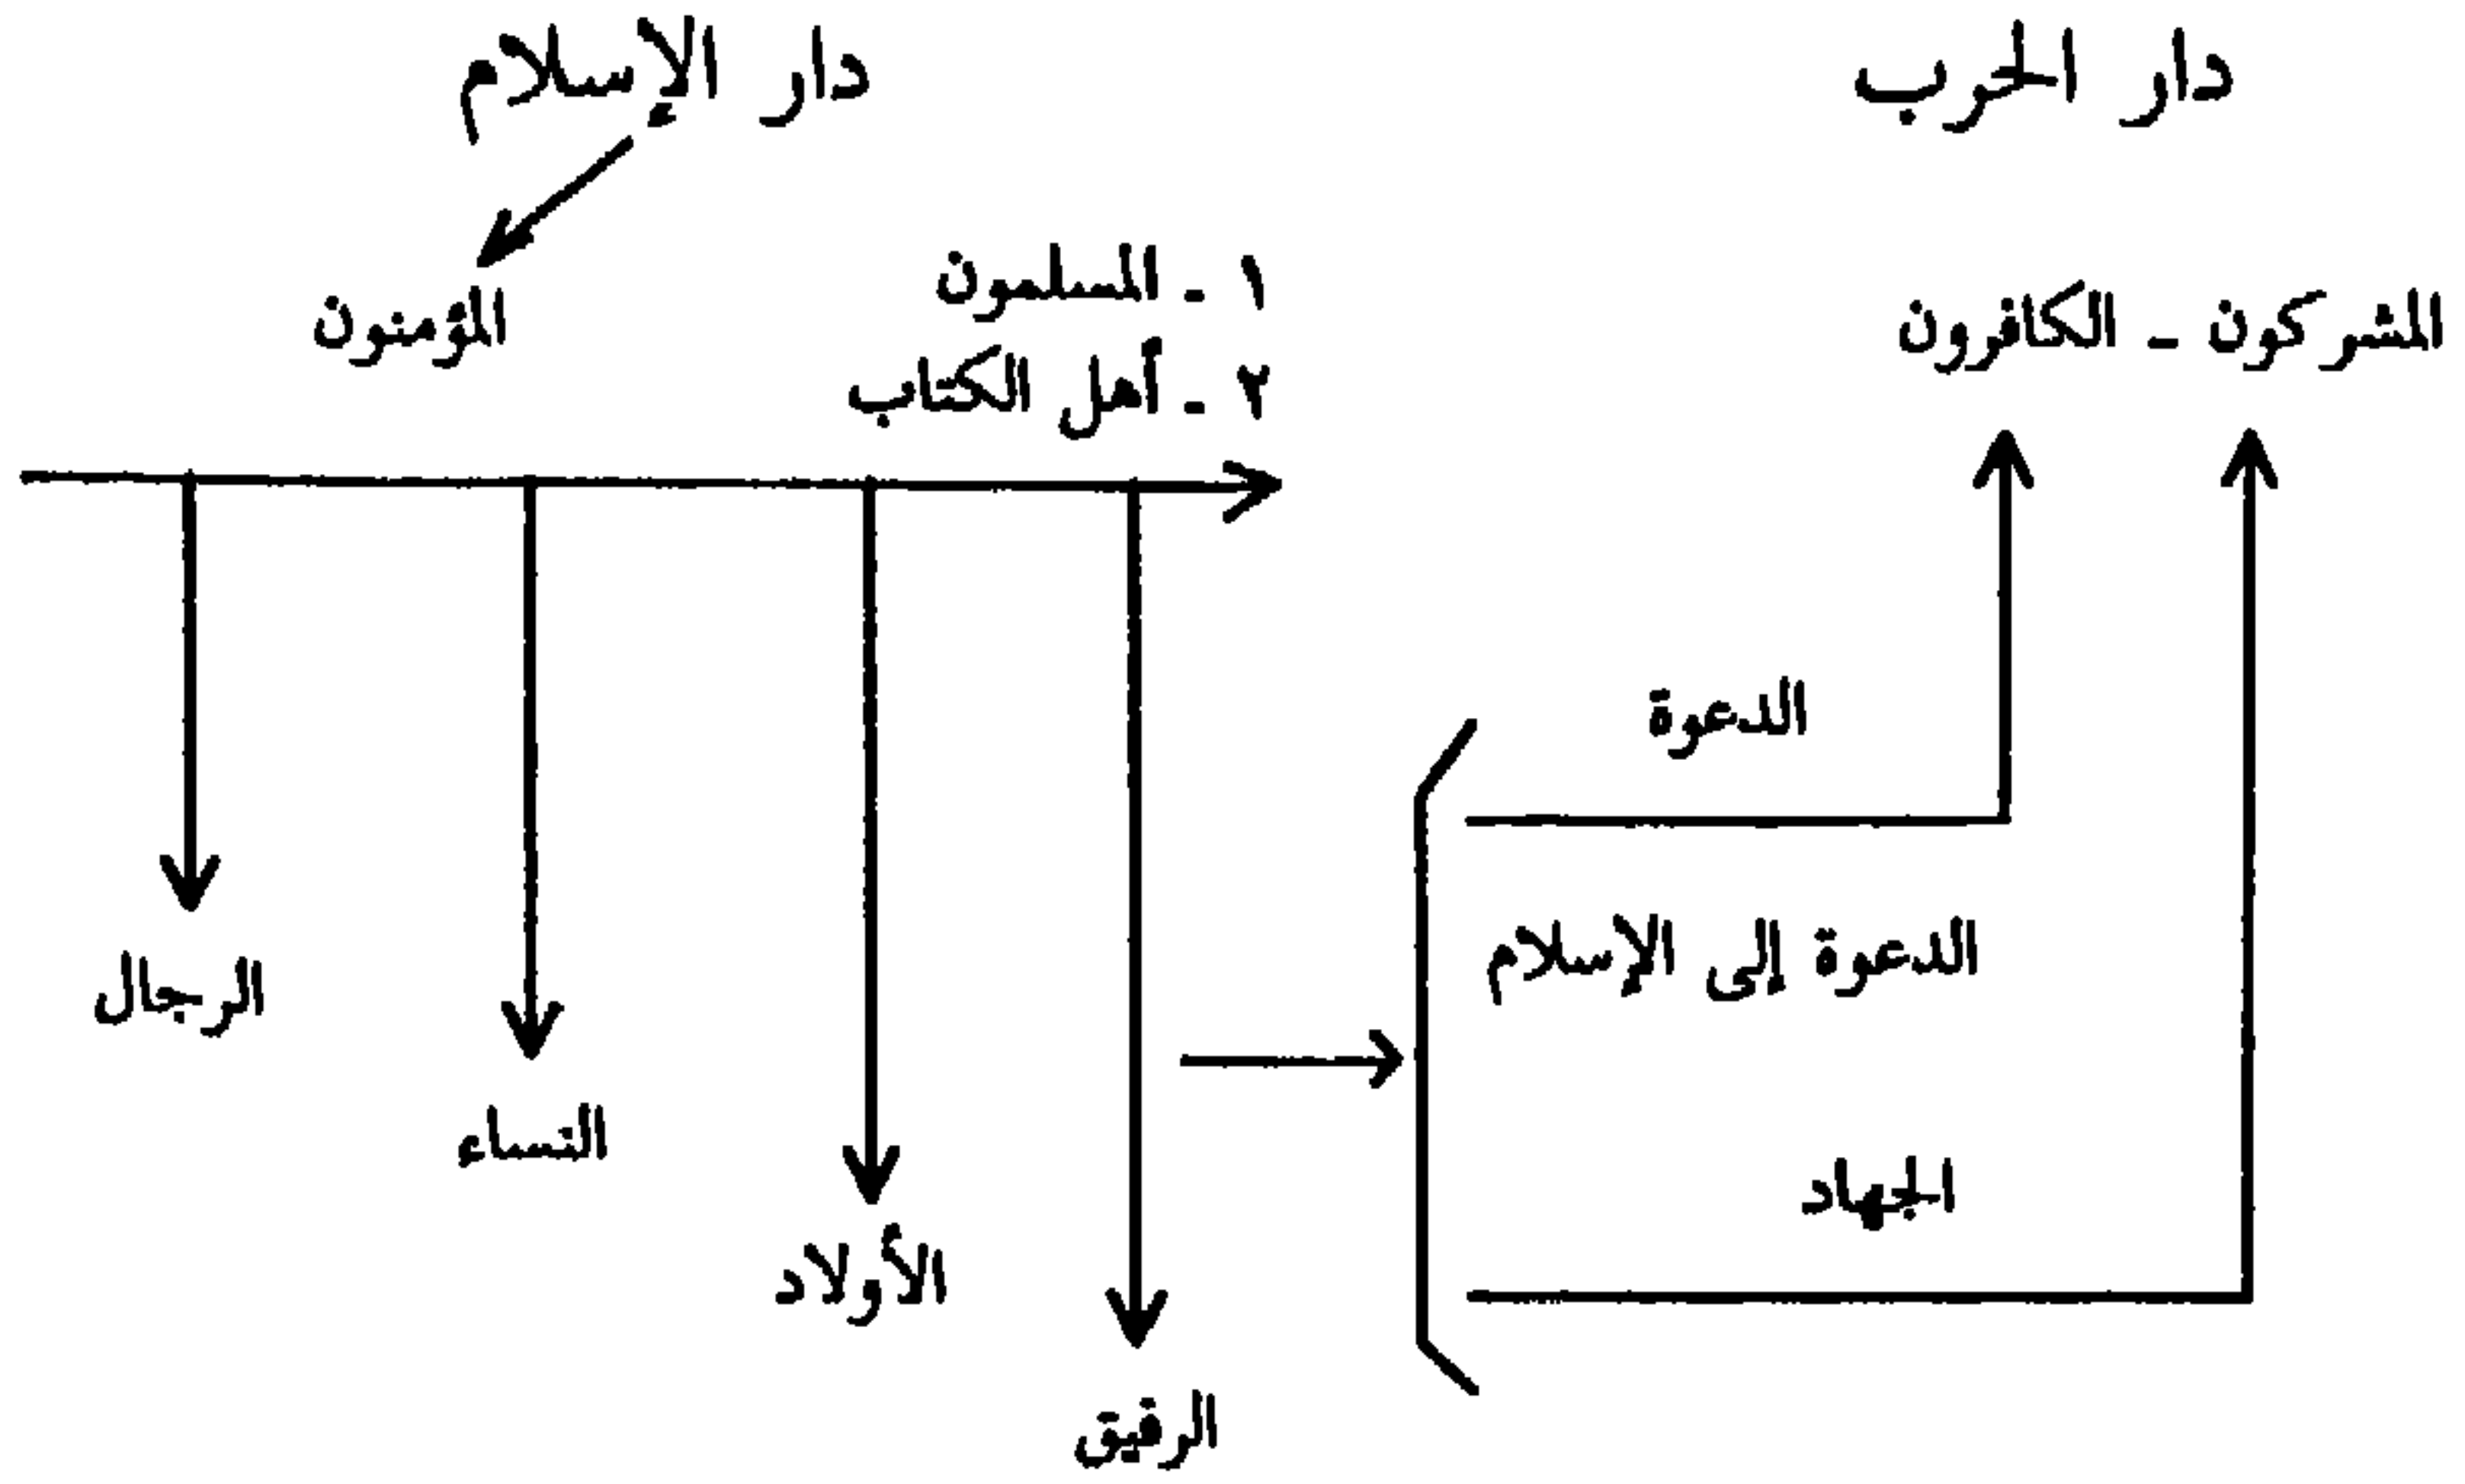 دار الحرب
دار الإسلام
المشركون - الكافرون
١ - المسلمون
٢ - أهل الكتاب
المؤمنون
الدعوة
الدعوة إلى الإسلام
الجهاد
الرجال
النساء
الأولاد
الرفيق